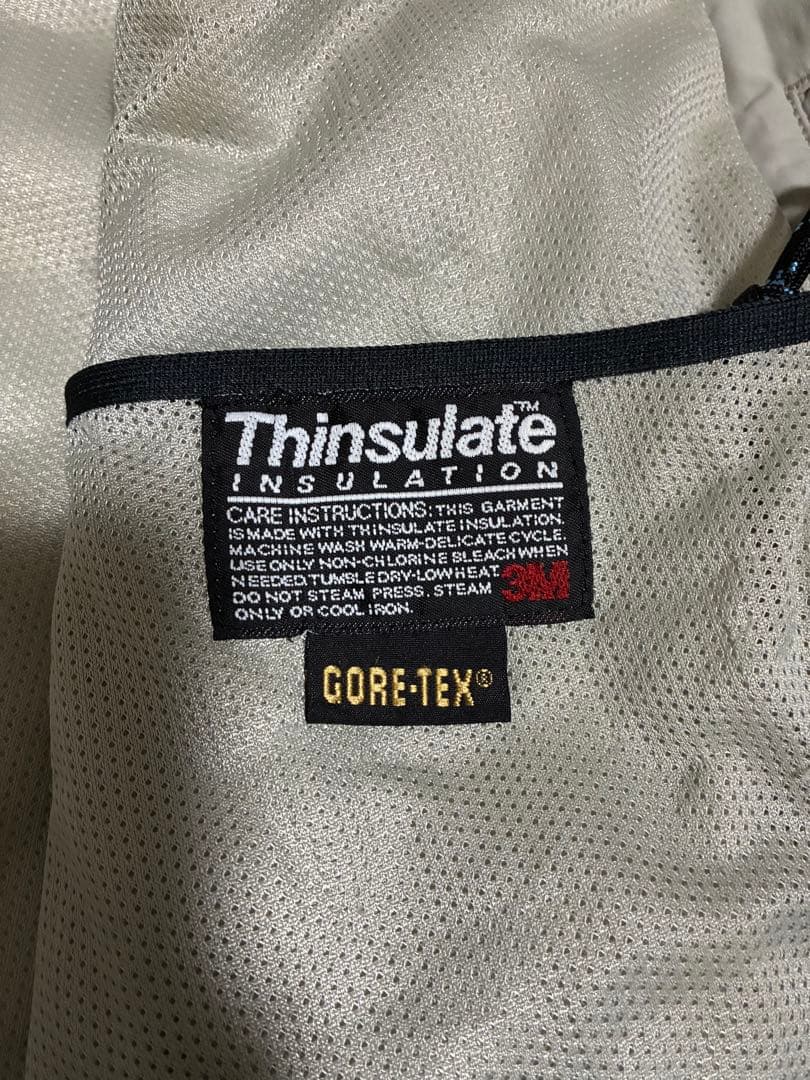 Thinsulate™
INSULATION
CARE INSTRUCTIONS: THIS GARMENT
IS MADE WITH THINSULATE INSULATION.
MACHINE WASH WARM-DELICATE CYCLE.
USE ONLY NON-CHLORINE BLEACH WHEN
NEEDED. TUMBLE DRY-LOW HEAT
DO NOT STEAM PRESS. STEAM
ONLY OR COOL IRON.
3M
GORE-TEX®